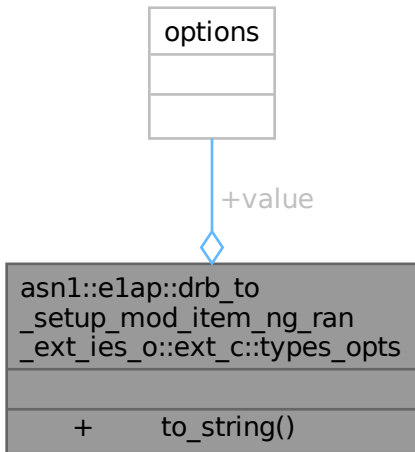 options
+value
asn1::e1ap::drb_to
_setup_mod_item_ng_ran
_ext_ies_o::ext_c::types_opts
+ to_string()